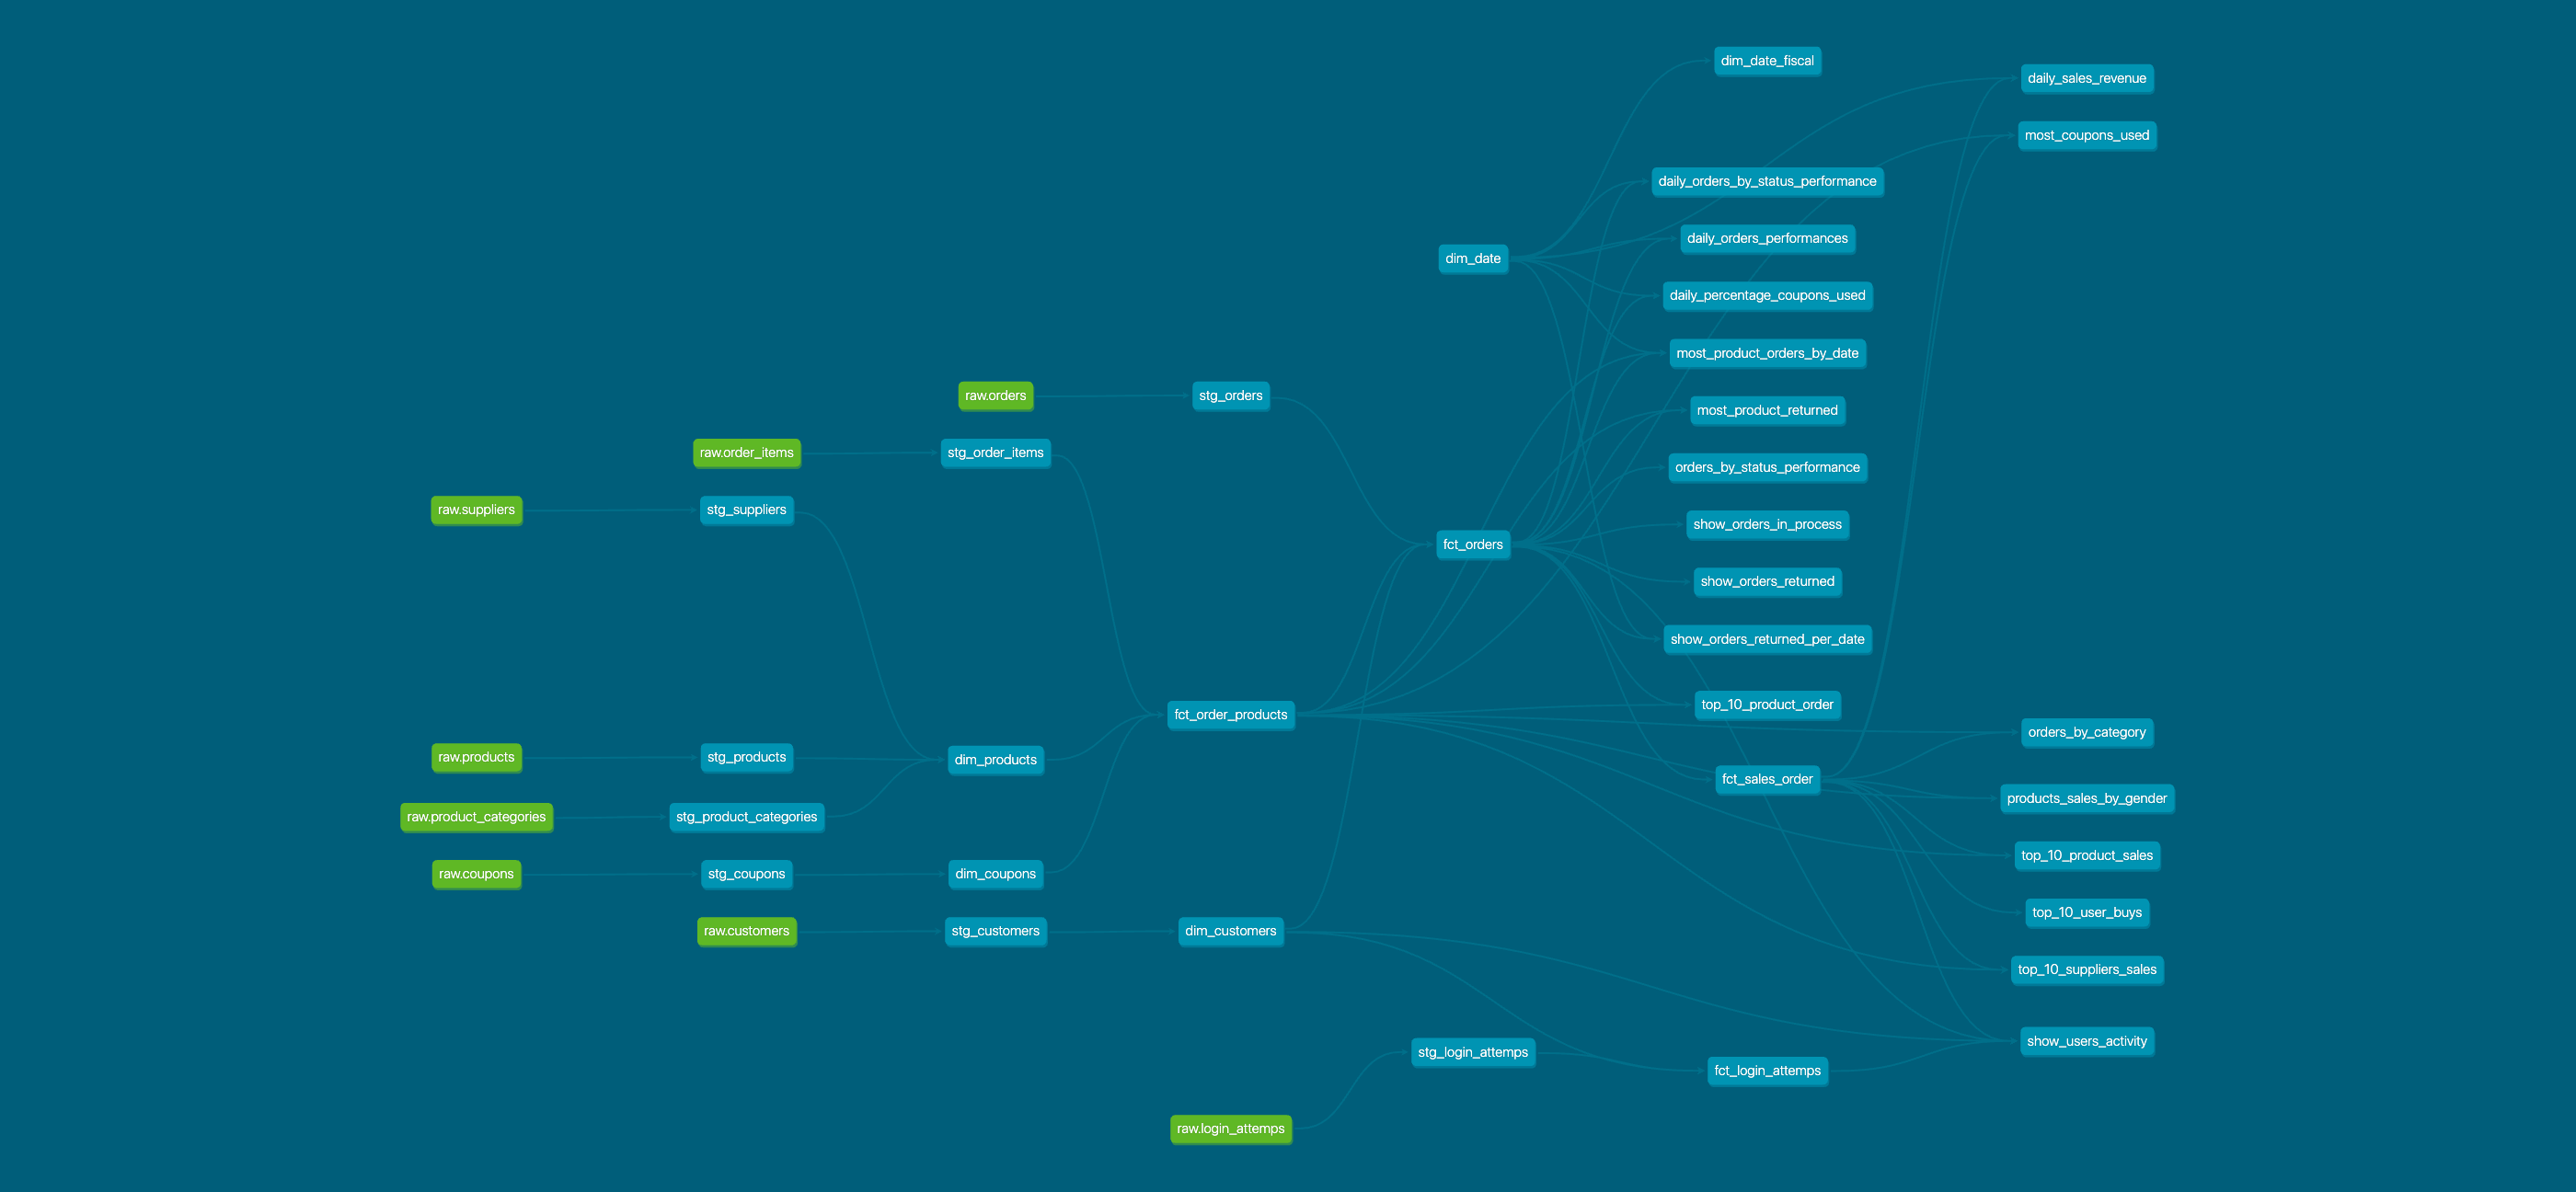 dim_date_fiscal
daily_sales_revenue
most_coupons_used
daily_orders_by_status_performance
daily_orders_performances
dim_date
daily_percentage_coupons_used
most_product_orders_by_date
raw.orders
stg_orders
most_product_returned
raw.order_items
stg_order_items
orders_by_status_performance
raw.suppliers
stg_suppliers
show_orders_in_process
fct_orders
show_orders_returned
show_orders_returned_per_date
top_10_product_order
fct_order_products
orders_by_category
raw.products
stg_products
dim_products
fct_sales_order
products_sales_by_gender
raw.product_categories
stg_product_categories
top_10_product_sales
raw.coupons
stg_coupons
dim_coupons
top_10_user_buys
raw.customers
stg_customers
dim_customers
top_10_suppliers_sales
show_users_activity
stg_login_attemps
fct_login_attemps
raw.login_attemps